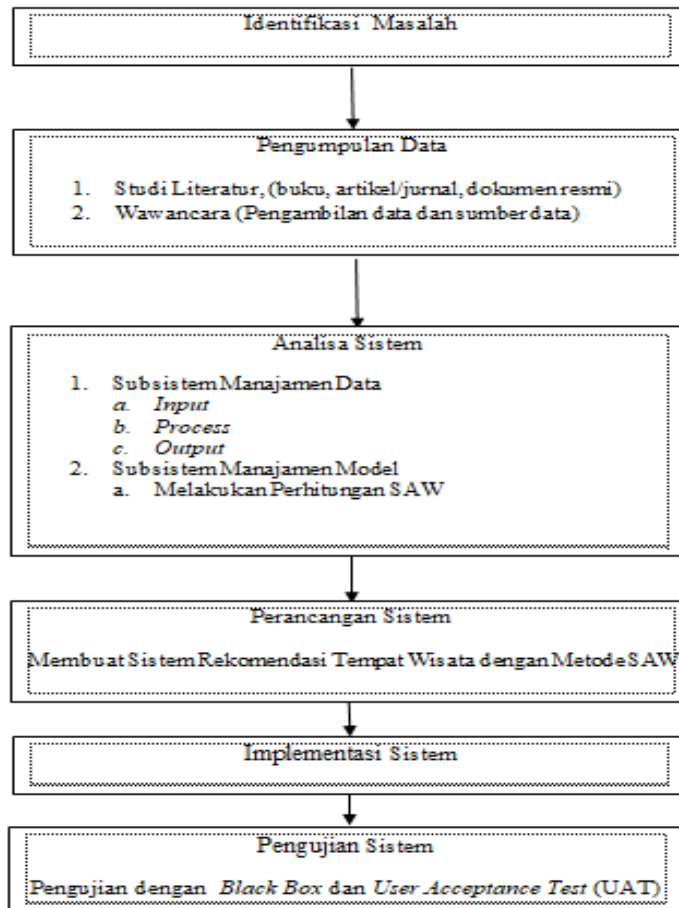 Identifikasi Masalah
Pengumpulan Data
1. Studi Literatur, (buku, artikel/jurnal, dokumen resmi)
2. Wawancara (Pengambilan data dan sumber data)
Analisa Sistem
1. Subsistem Manajamen Data
a. Input
b. Process
c. Output
2. Subsistem Manajamen Model
a. Melakukan Perhitungan SAW
Perancangan Sistem
Membuat Sistem Rekomendasi Tempat Wisata dengan Metode SAW
Implementasi Sistem
Pengujian Sistem
Pengujian dengan Black Box dan User Acceptance Test (UAT)